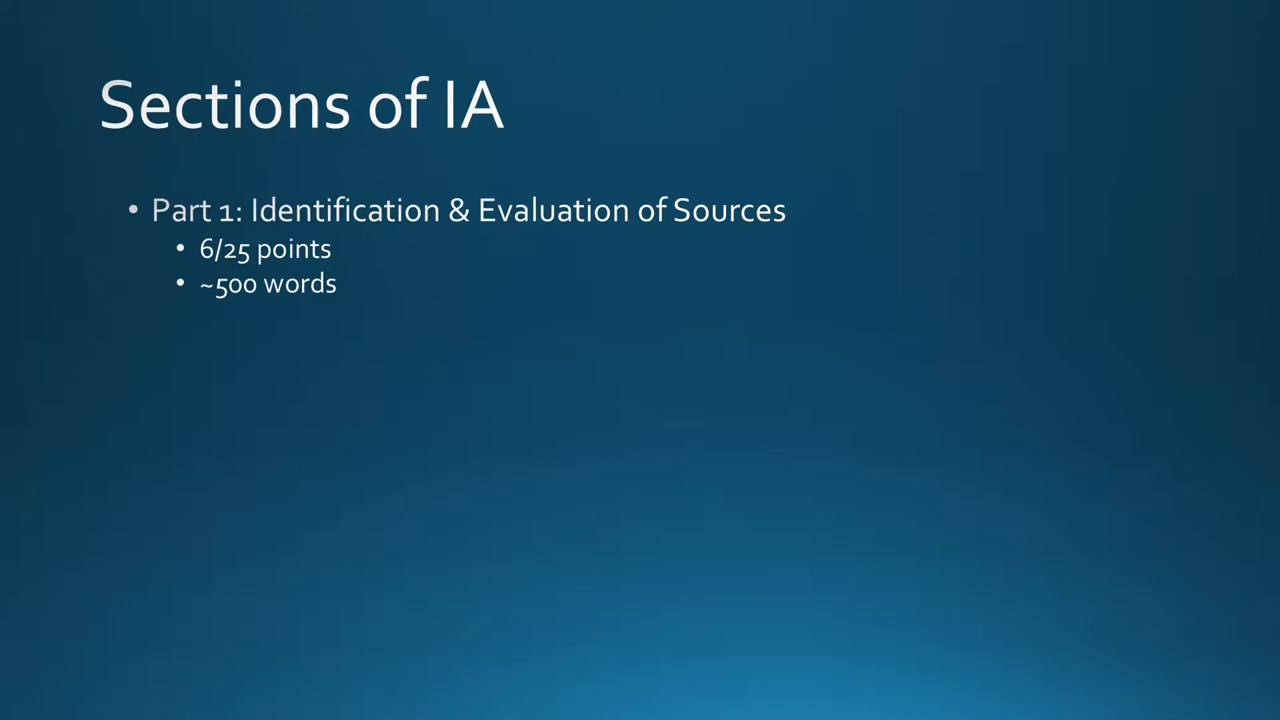 Sections of IA
• Part 1: Identification & Evaluation of Sources
• 6/25 points
• ~500 words